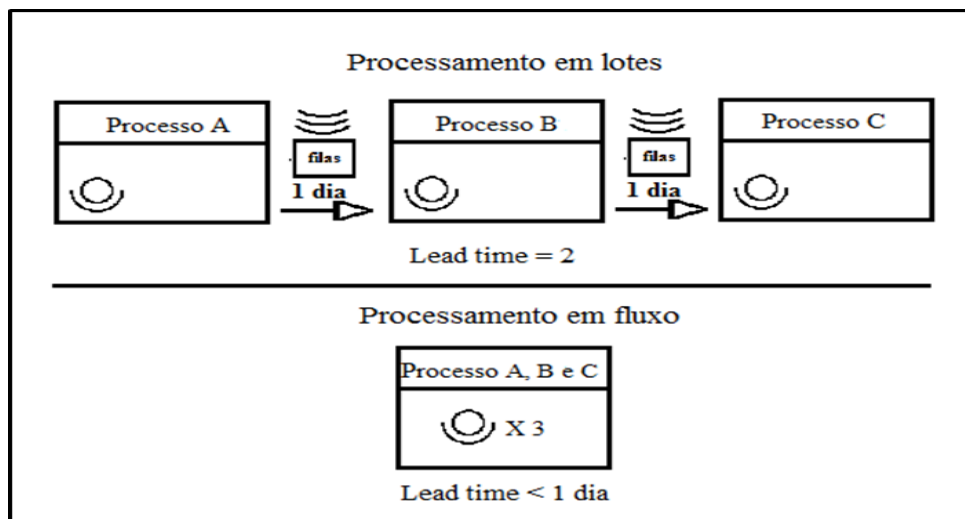 Processamento em lotes
Processo A
Processo B
Processo C
filas
filas
1 dia
1 dia
Lead time = 2
Processamento em fluxo
Processo A, B e C
X 3
Lead time < 1 dia